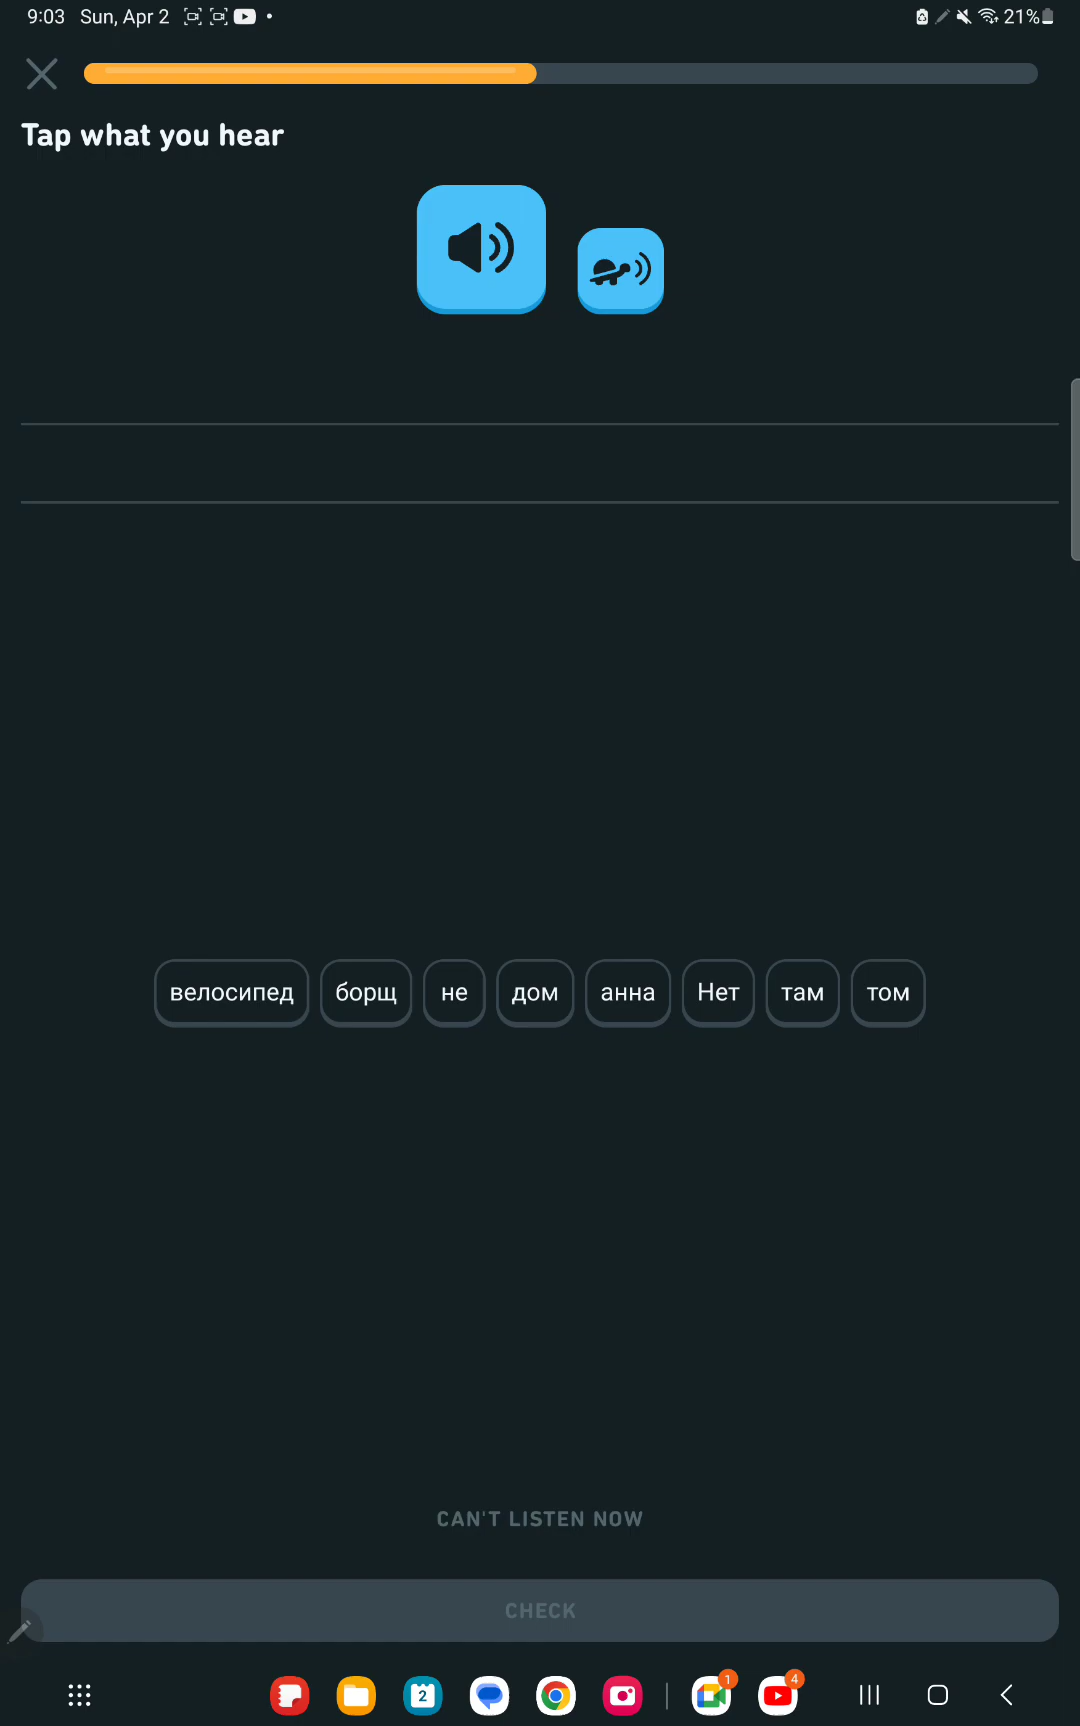 9:03 Sun, Apr 2 21%
Tap what you hear
велосипед борщ не дом анна Нет там том
CAN'T LISTEN NOW
CHECK
2 1 4